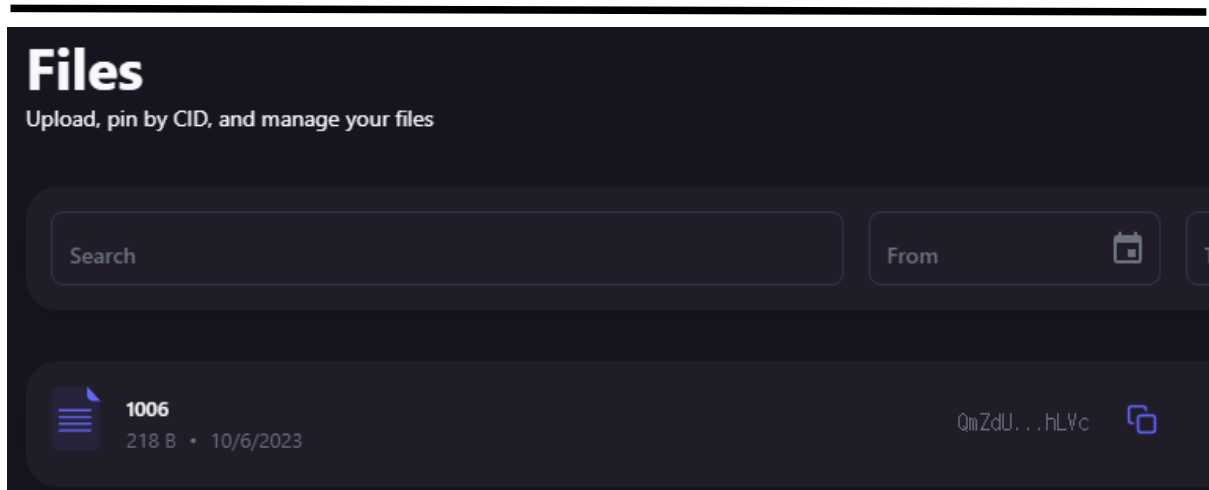 Files
Upload, pin by CID, and manage your files
Search
From
1006
QmZdU...hLVc
218 B • 10/6/2023